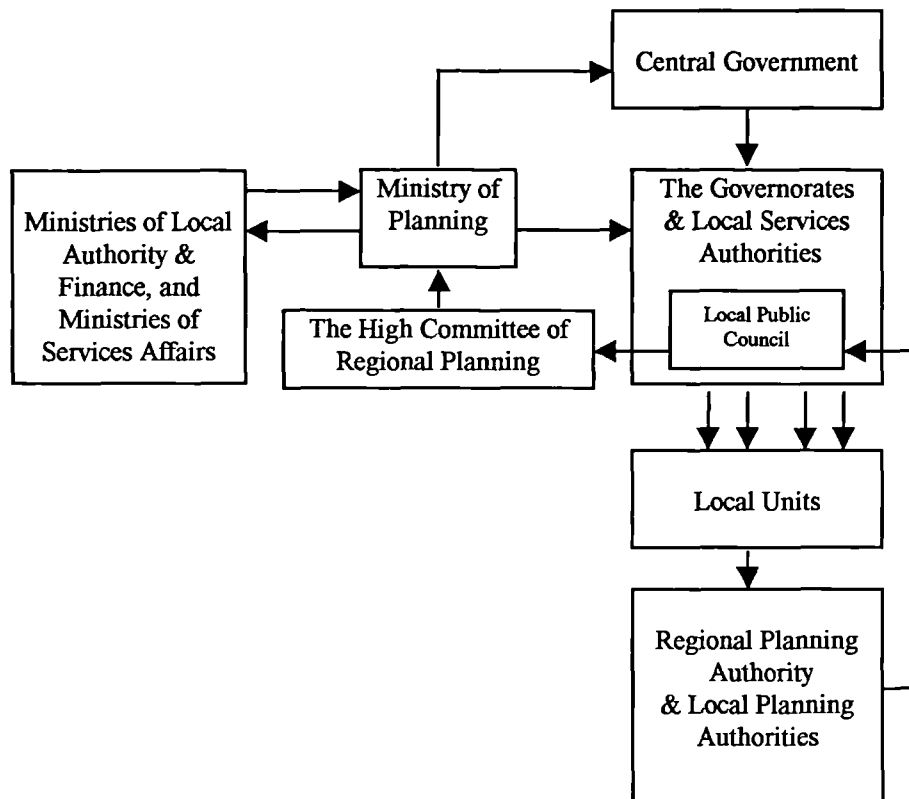 Central Government
Ministry of
Planning
The Governorates
& Local Services
Authorities
Ministries of Local
Authority &
Finance, and
Ministries of
Services Affairs
The High Committee of
Regional Planning
Local Public
Council
Local Units
Regional Planning
Authority
& Local Planning
Authorities